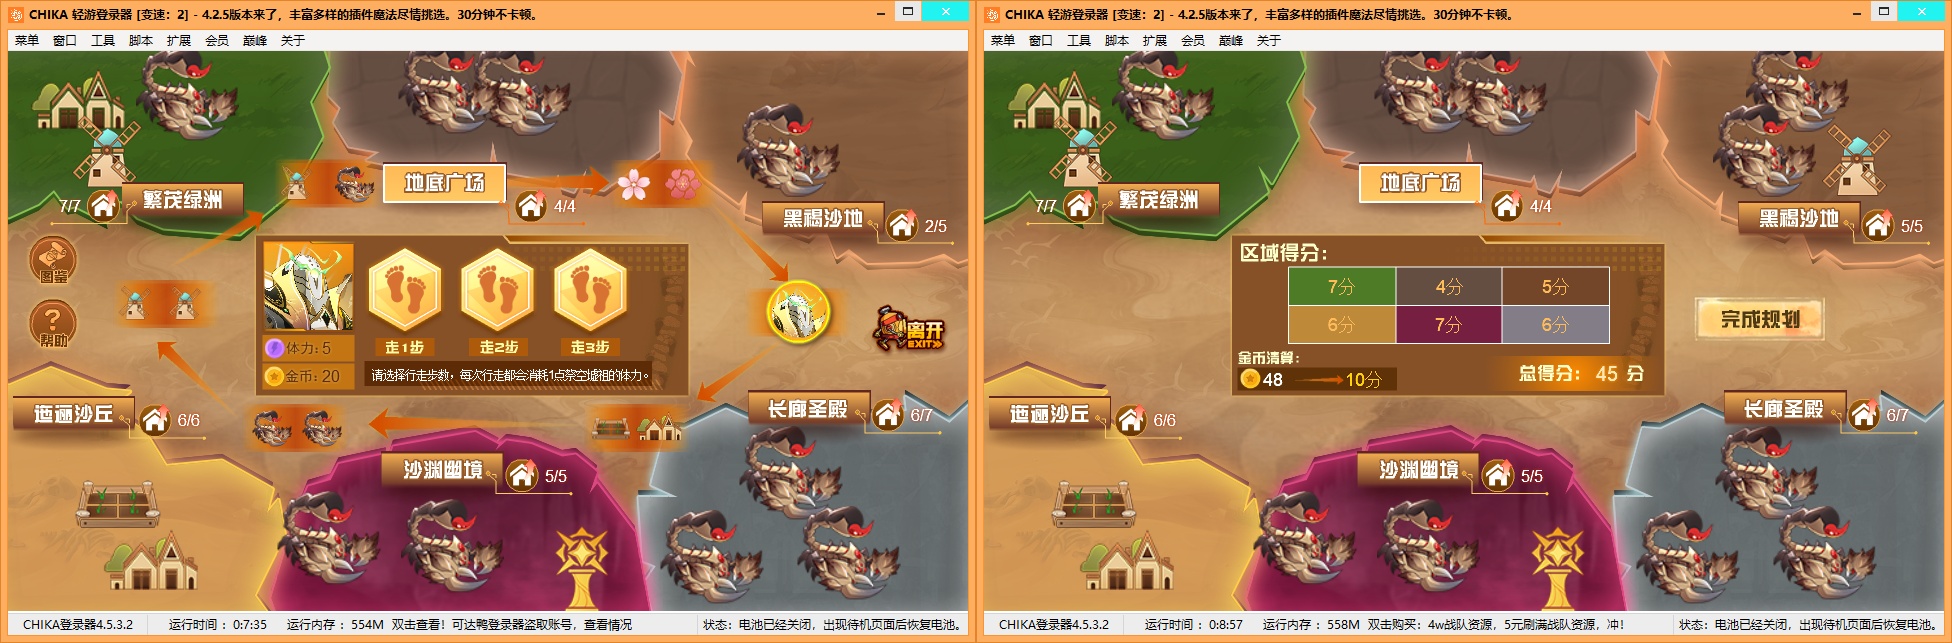 CHIKA 轻游登录器 [变速：2] - 4.2.5版本来了，丰富多样的插件魔法尽情挑选。30分钟不卡顿。
菜单 窗口 工具 脚本 扩展 会员 巅峰 关于
地底广场
4/4
繁茂绿洲
7/7
黑褐沙地
2/5
图鉴
帮助
体力：5
金币：20
走1步
走2步
走3步
请选择行走步数，每次行走都会消耗1点禁空墟祖的体力。
离开
EXIT>>
迤逦沙丘
6/6
长廊圣殿
6/7
沙渊幽境
5/5
CHIKA登录器4.5.3.2 运行时间：0:7:35 运行内存：554M 双击查看！可达鸭登录器盗取账号，查看情况 状态：电池已经关闭，出现待机页面后恢复电池。
CHIKA 轻游登录器 [变速：2] - 4.2.5版本来了，丰富多样的插件魔法尽情挑选。30分钟不卡顿。
菜单 窗口 工具 脚本 扩展 会员 巅峰 关于
地底广场
4/4
繁茂绿洲
7/7
黑褐沙地
5/5
区域得分：
7分 4分 5分
6分 7分 6分
金币清算：
48 10分
总得分： 45 分
完成规划
迤逦沙丘
6/6
长廊圣殿
6/7
沙渊幽境
5/5
CHIKA登录器4.5.3.2 运行时间：0:8:57 运行内存：558M 双击购买：4w战队资源，5元刷满战队资源，冲！ 状态：电池已经关闭，出现待机页面后恢复电池。